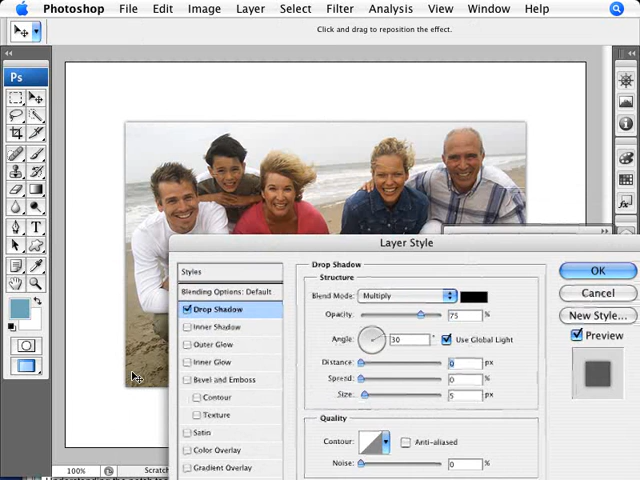 Photoshop File Edit Image Layer Select Filter Analysis View Window Help
Click and drag to reposition the effect.
Ps
Layer Style
Styles
Blending Options: Default
Drop Shadow
Inner Shadow
Outer Glow
Inner Glow
Bevel and Emboss
Contour
Texture
Satin
Color Overlay
Gradient Overlay
Drop Shadow
Structure
Blend Mode: Multiply
Opacity: 75 %
Angle: 30 ° Use Global Light
Distance: 0 px
Spread: 0 %
Size: 5 px
Quality
Contour: Anti-aliased
Noise: 0 %
OK
Cancel
New Style...
Preview
100% Scratch